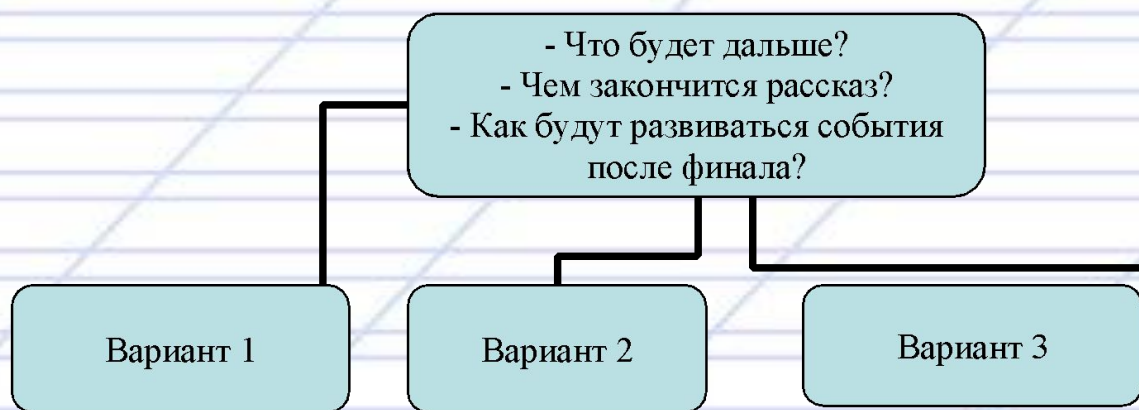 - Что будет дальше?
- Чем закончится рассказ?
- Как будут развиваться события
после финала?
Вариант 1
Вариант 2
Вариант 3